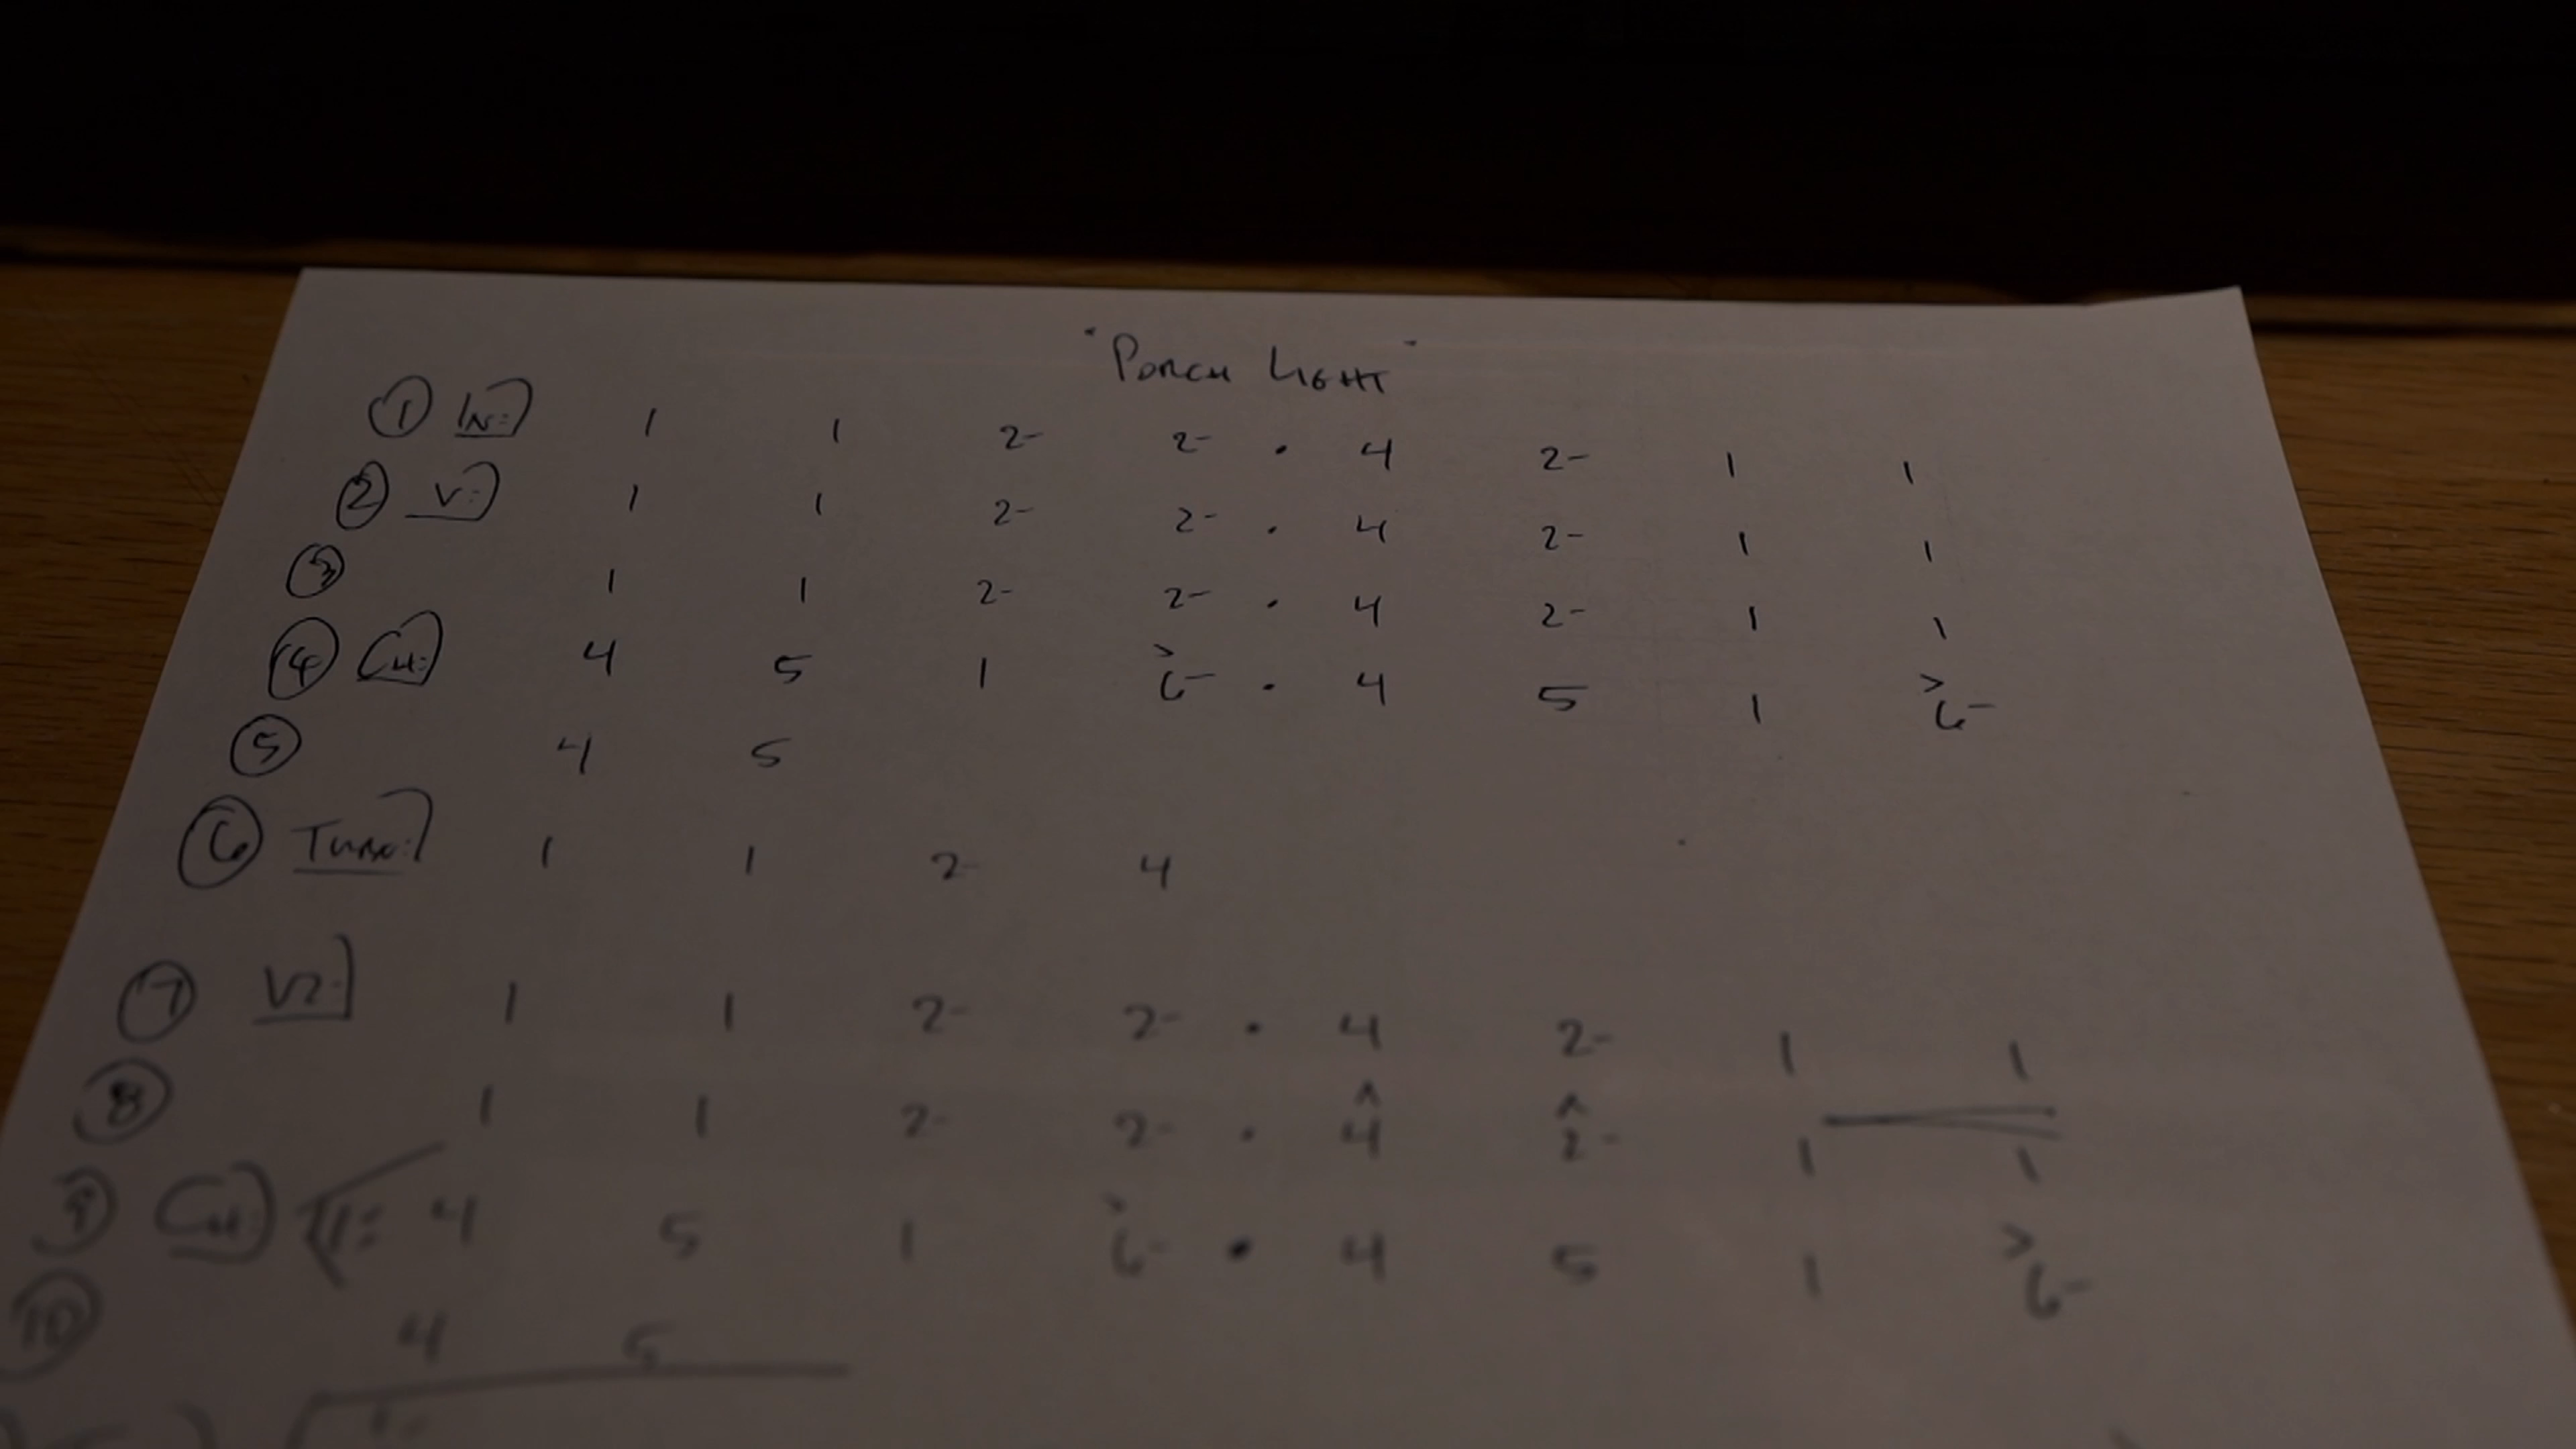 "PORCH LIGHT"
① IN: 1 1 2- 2- . 4 2- 1 1
② V: 1 1 2- 2- . 4 2- 1 1
③ 1 1 2- 2- . 4 2- 1 1
④ CH: 4 5 1 >6- . 4 5 1 >6-
⑤ 4 5
⑥ TURN: 1 1 2- 4
⑦ V2: 1 1 2- 2- . 4 2- 1 1
⑧ 1 1 2- 2- . ^4 ^2- 1 1
⑨ CH: 4 5 1 >6- . 4 5 1 >6-
⑩ 4 5